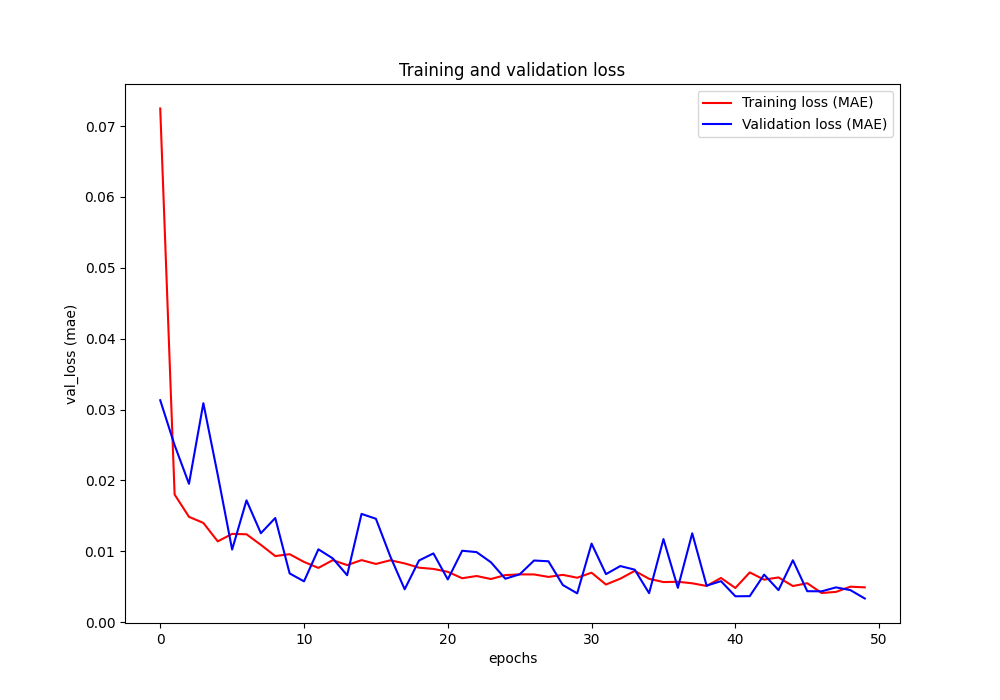 Training and validation loss
Training loss (MAE)
Validation loss (MAE)
val_loss (mae)
0.07
0.06
0.05
0.04
0.03
0.02
0.01
0.00
0 10 20 30 40 50
epochs